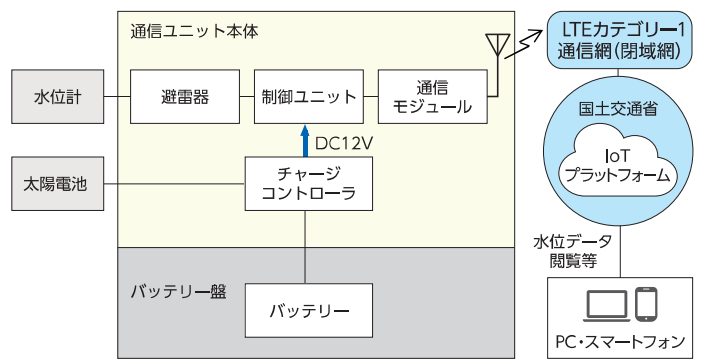 通信ユニット本体
LTEカテゴリー1
通信網(閉域網)
水位計
避雷器
制御ユニット
通信
モジュール
国土交通省
IoT
プラットフォーム
DC12V
太陽電池
チャージ
コントローラ
水位データ
閲覧等
バッテリー盤
バッテリー
PC・スマートフォン